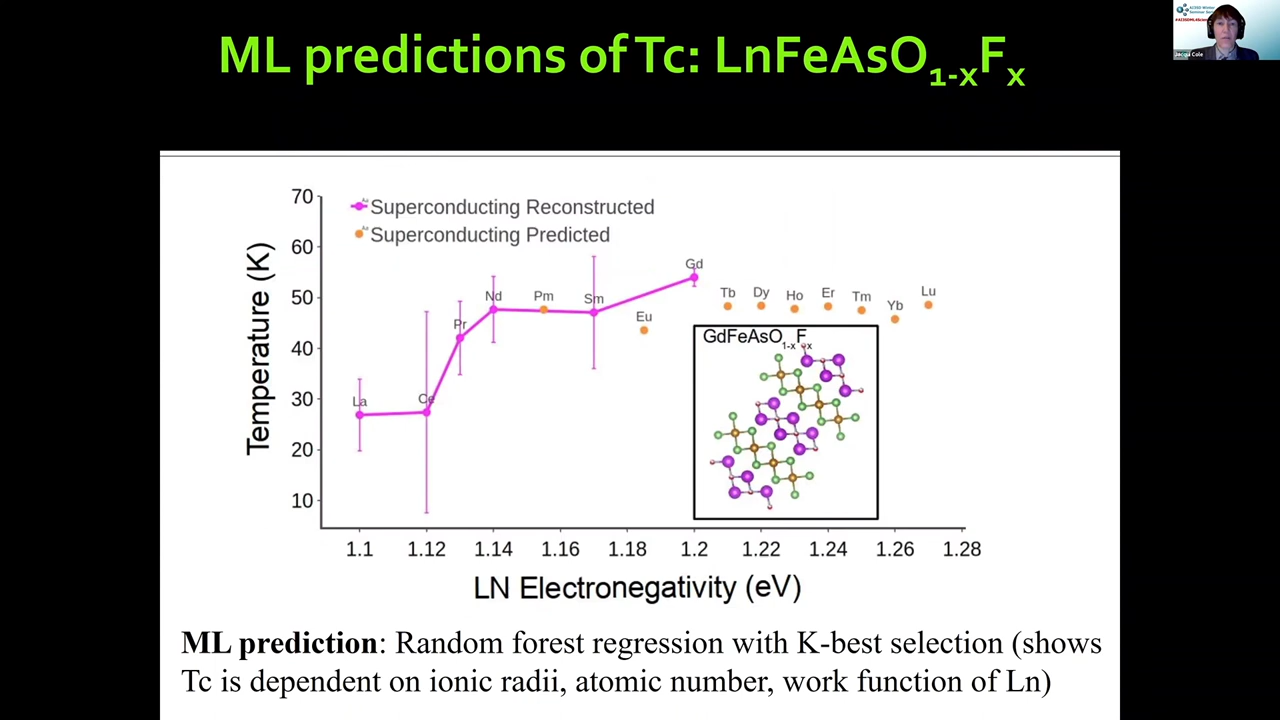 ML predictions of Tc: LnFeAsO1-xFx
Jacqui Cole
70
60
50
40
30
20
10
Temperature (K)
Superconducting Reconstructed
Superconducting Predicted
La
Ce
Pr
Nd
Pm
Sm
Eu
Gd
Tb
Dy
Ho
Er
Tm
Yb
Lu
GdFeAsO1-xFx
1.1 1.12 1.14 1.16 1.18 1.2 1.22 1.24 1.26 1.28
LN Electronegativity (eV)
ML prediction: Random forest regression with K-best selection (shows
Tc is dependent on ionic radii, atomic number, work function of Ln)